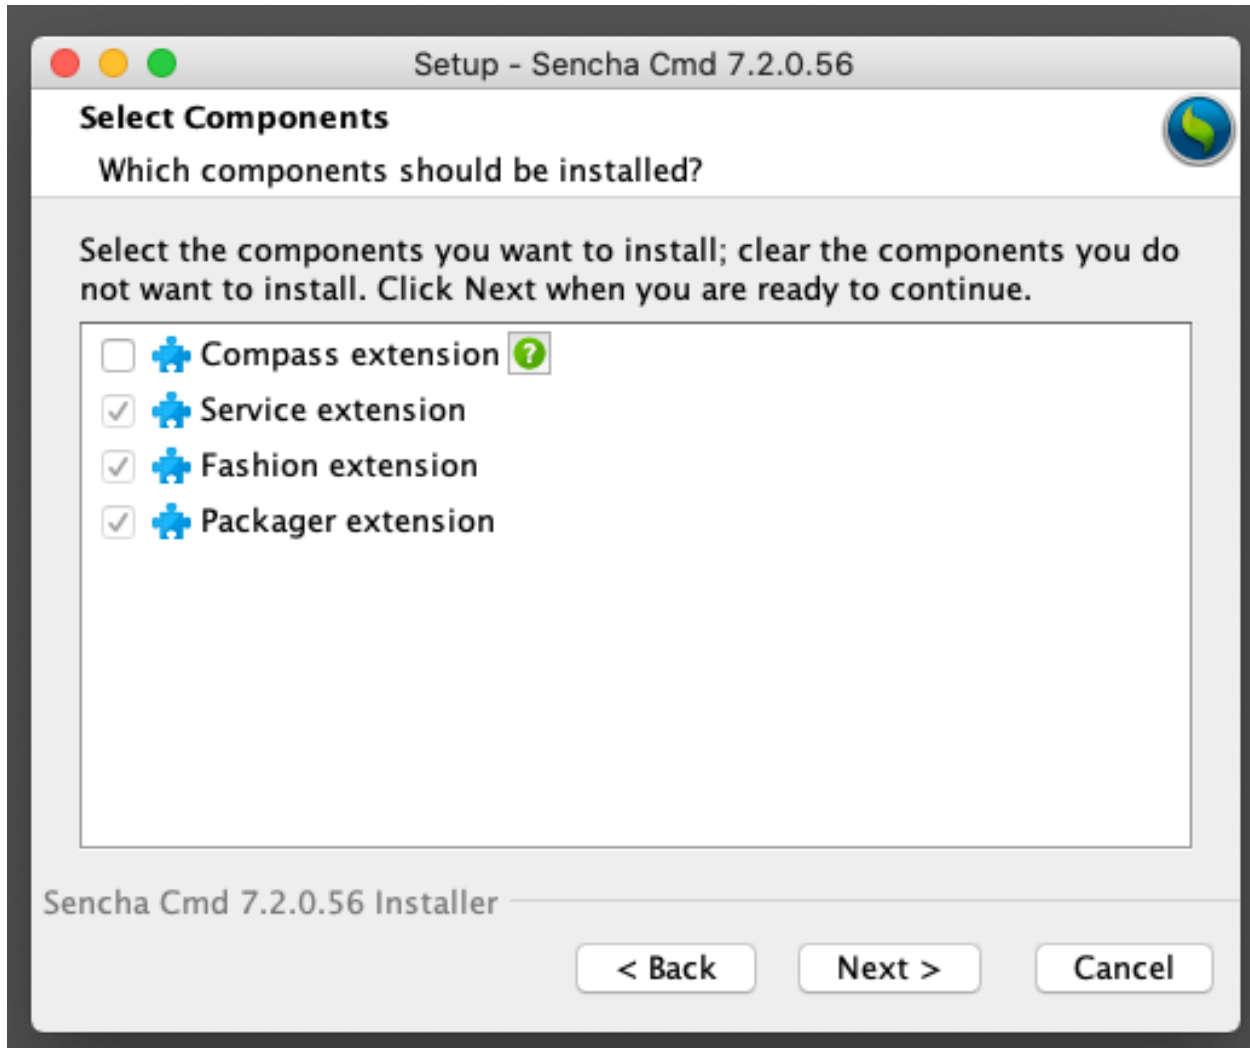 Setup - Sencha Cmd 7.2.0.56
Select Components
Which components should be installed?
Select the components you want to install; clear the components you do
not want to install. Click Next when you are ready to continue.
Compass extension ?
Service extension
Fashion extension
Packager extension
Sencha Cmd 7.2.0.56 Installer
< Back Next > Cancel